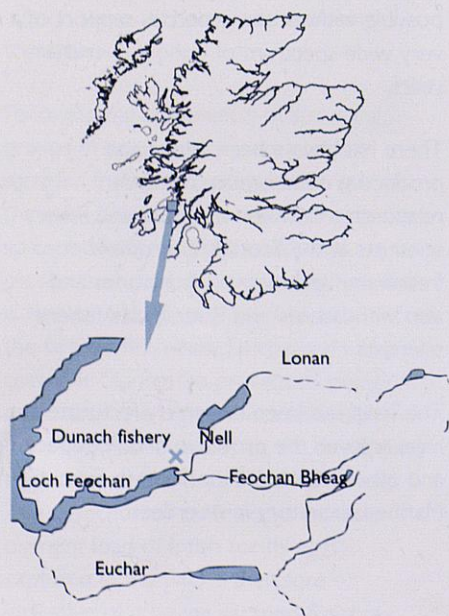 Lonan
Dunach fishery
Nell
Loch Feochan
Feochan Bheag
Euchar